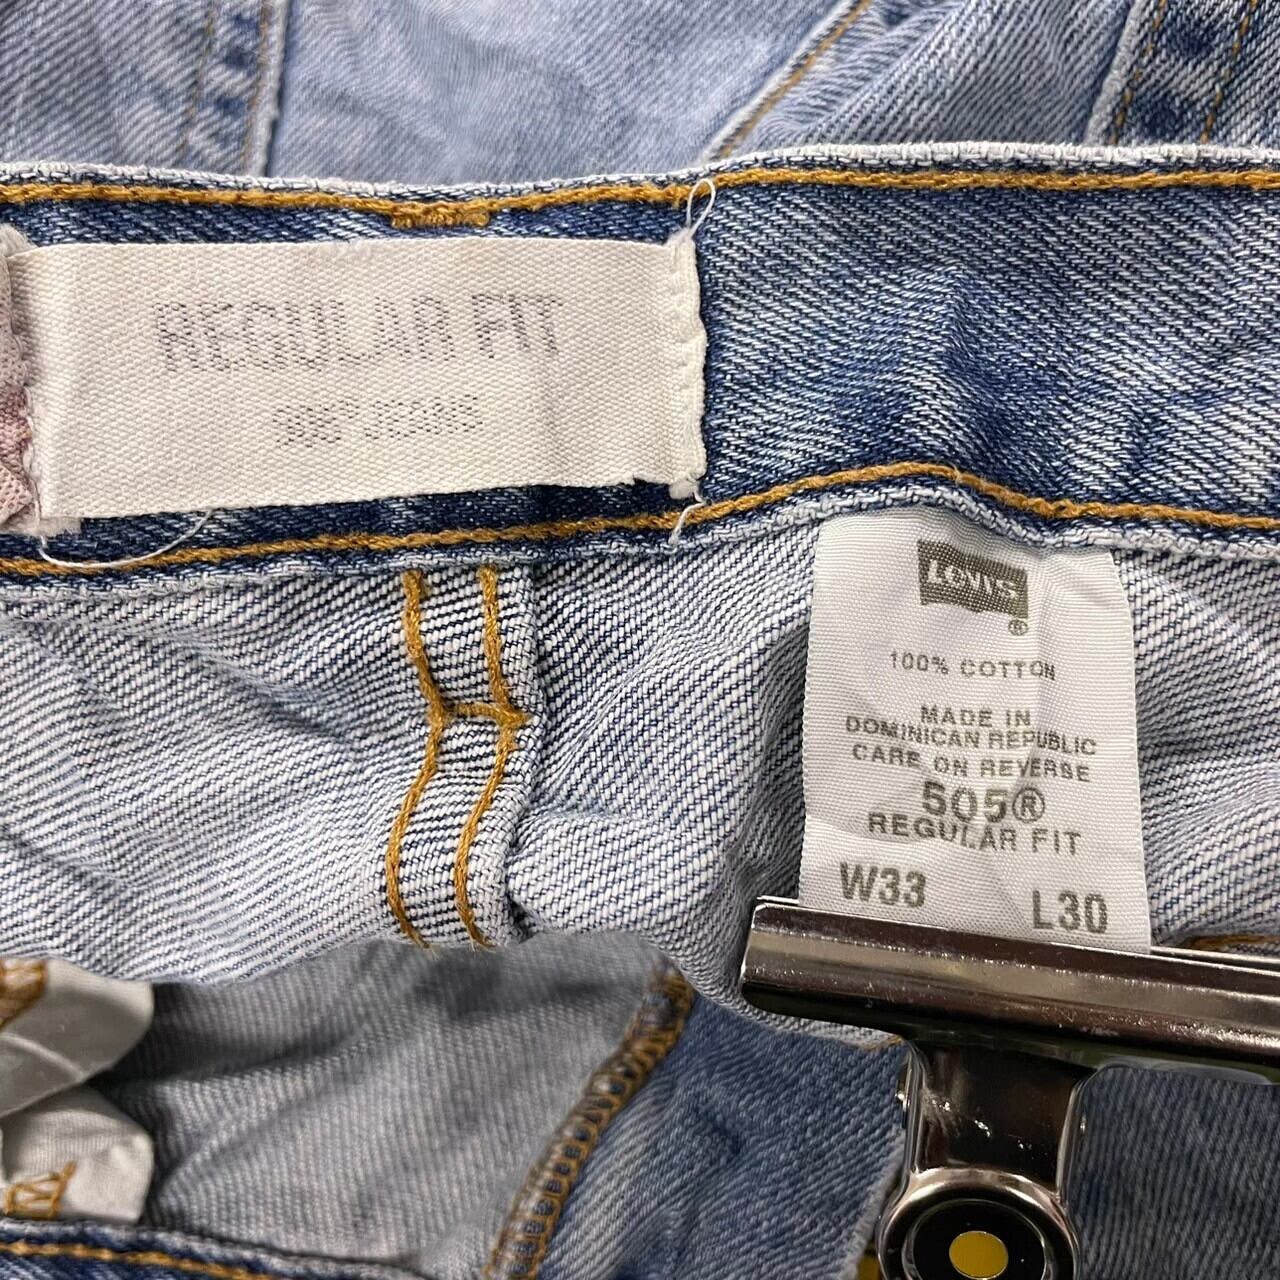 REGULAR FIT
505® JEANS
LEVI'S
®
100% COTTON
MADE IN
DOMINICAN REPUBLIC
CARE ON REVERSE
505®
REGULAR FIT
W33 L30